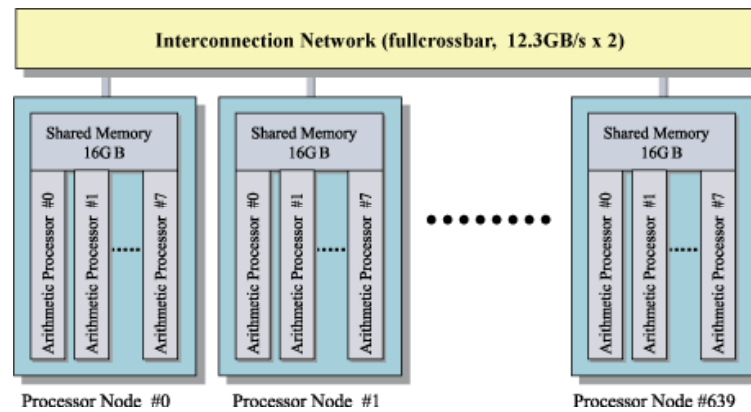 Interconnection Network (fullcrossbar, 12.3GB/s x 2)
Shared Memory
16GB
Arithmetic Processor #0
Arithmetic Processor #1
Arithmetic Processor #7
Processor Node #0
Shared Memory
16GB
Arithmetic Processor #0
Arithmetic Processor #1
Arithmetic Processor #7
Processor Node #1
Shared Memory
16GB
Arithmetic Processor #0
Arithmetic Processor #1
Arithmetic Processor #7
Processor Node #639